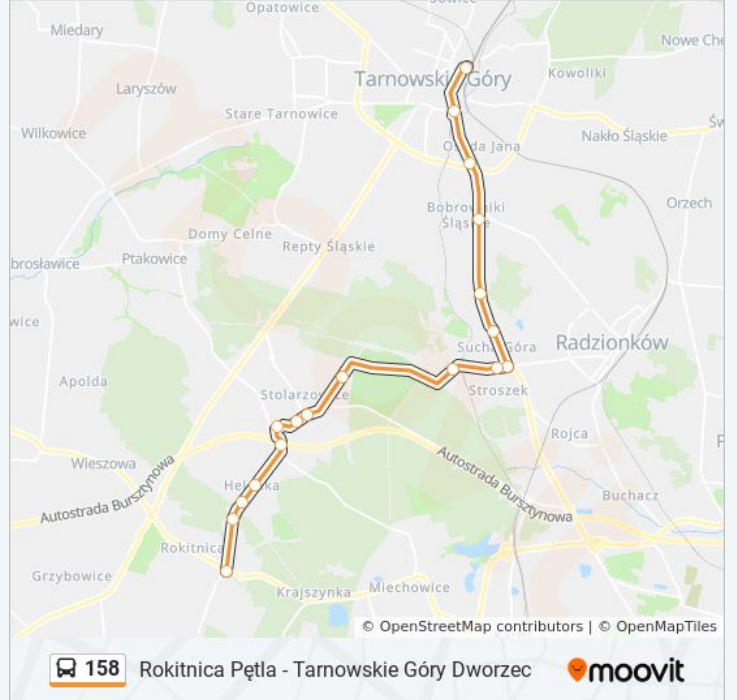 Opatowice
Sowice
Miedary
Nowe Che
Tarnowskie Góry
Kowolliki
Laryszów
Stare Tarnowice
Św
Wilkowice
Nakło Śląskie
Osada Jana
Orzech
Bobrowniki
Śląskie
Domy Celne
Repty Śląskie
Ptakowice
brosławice
wice
Sucha Góra
Radzionków
Apolda
Stolarzowice
Stroszek
Rojca
Wieszowa
Autostrada Bursztynowa
Autostrada Bursztynowa
Helenka
Buchacz
Rokitnica
Grzybowice
Krajszynka
Miechowice
© OpenStreetMap contributors | © OpenMapTiles
158 Rokitnica Pętla - Tarnowskie Góry Dworzec
moovit